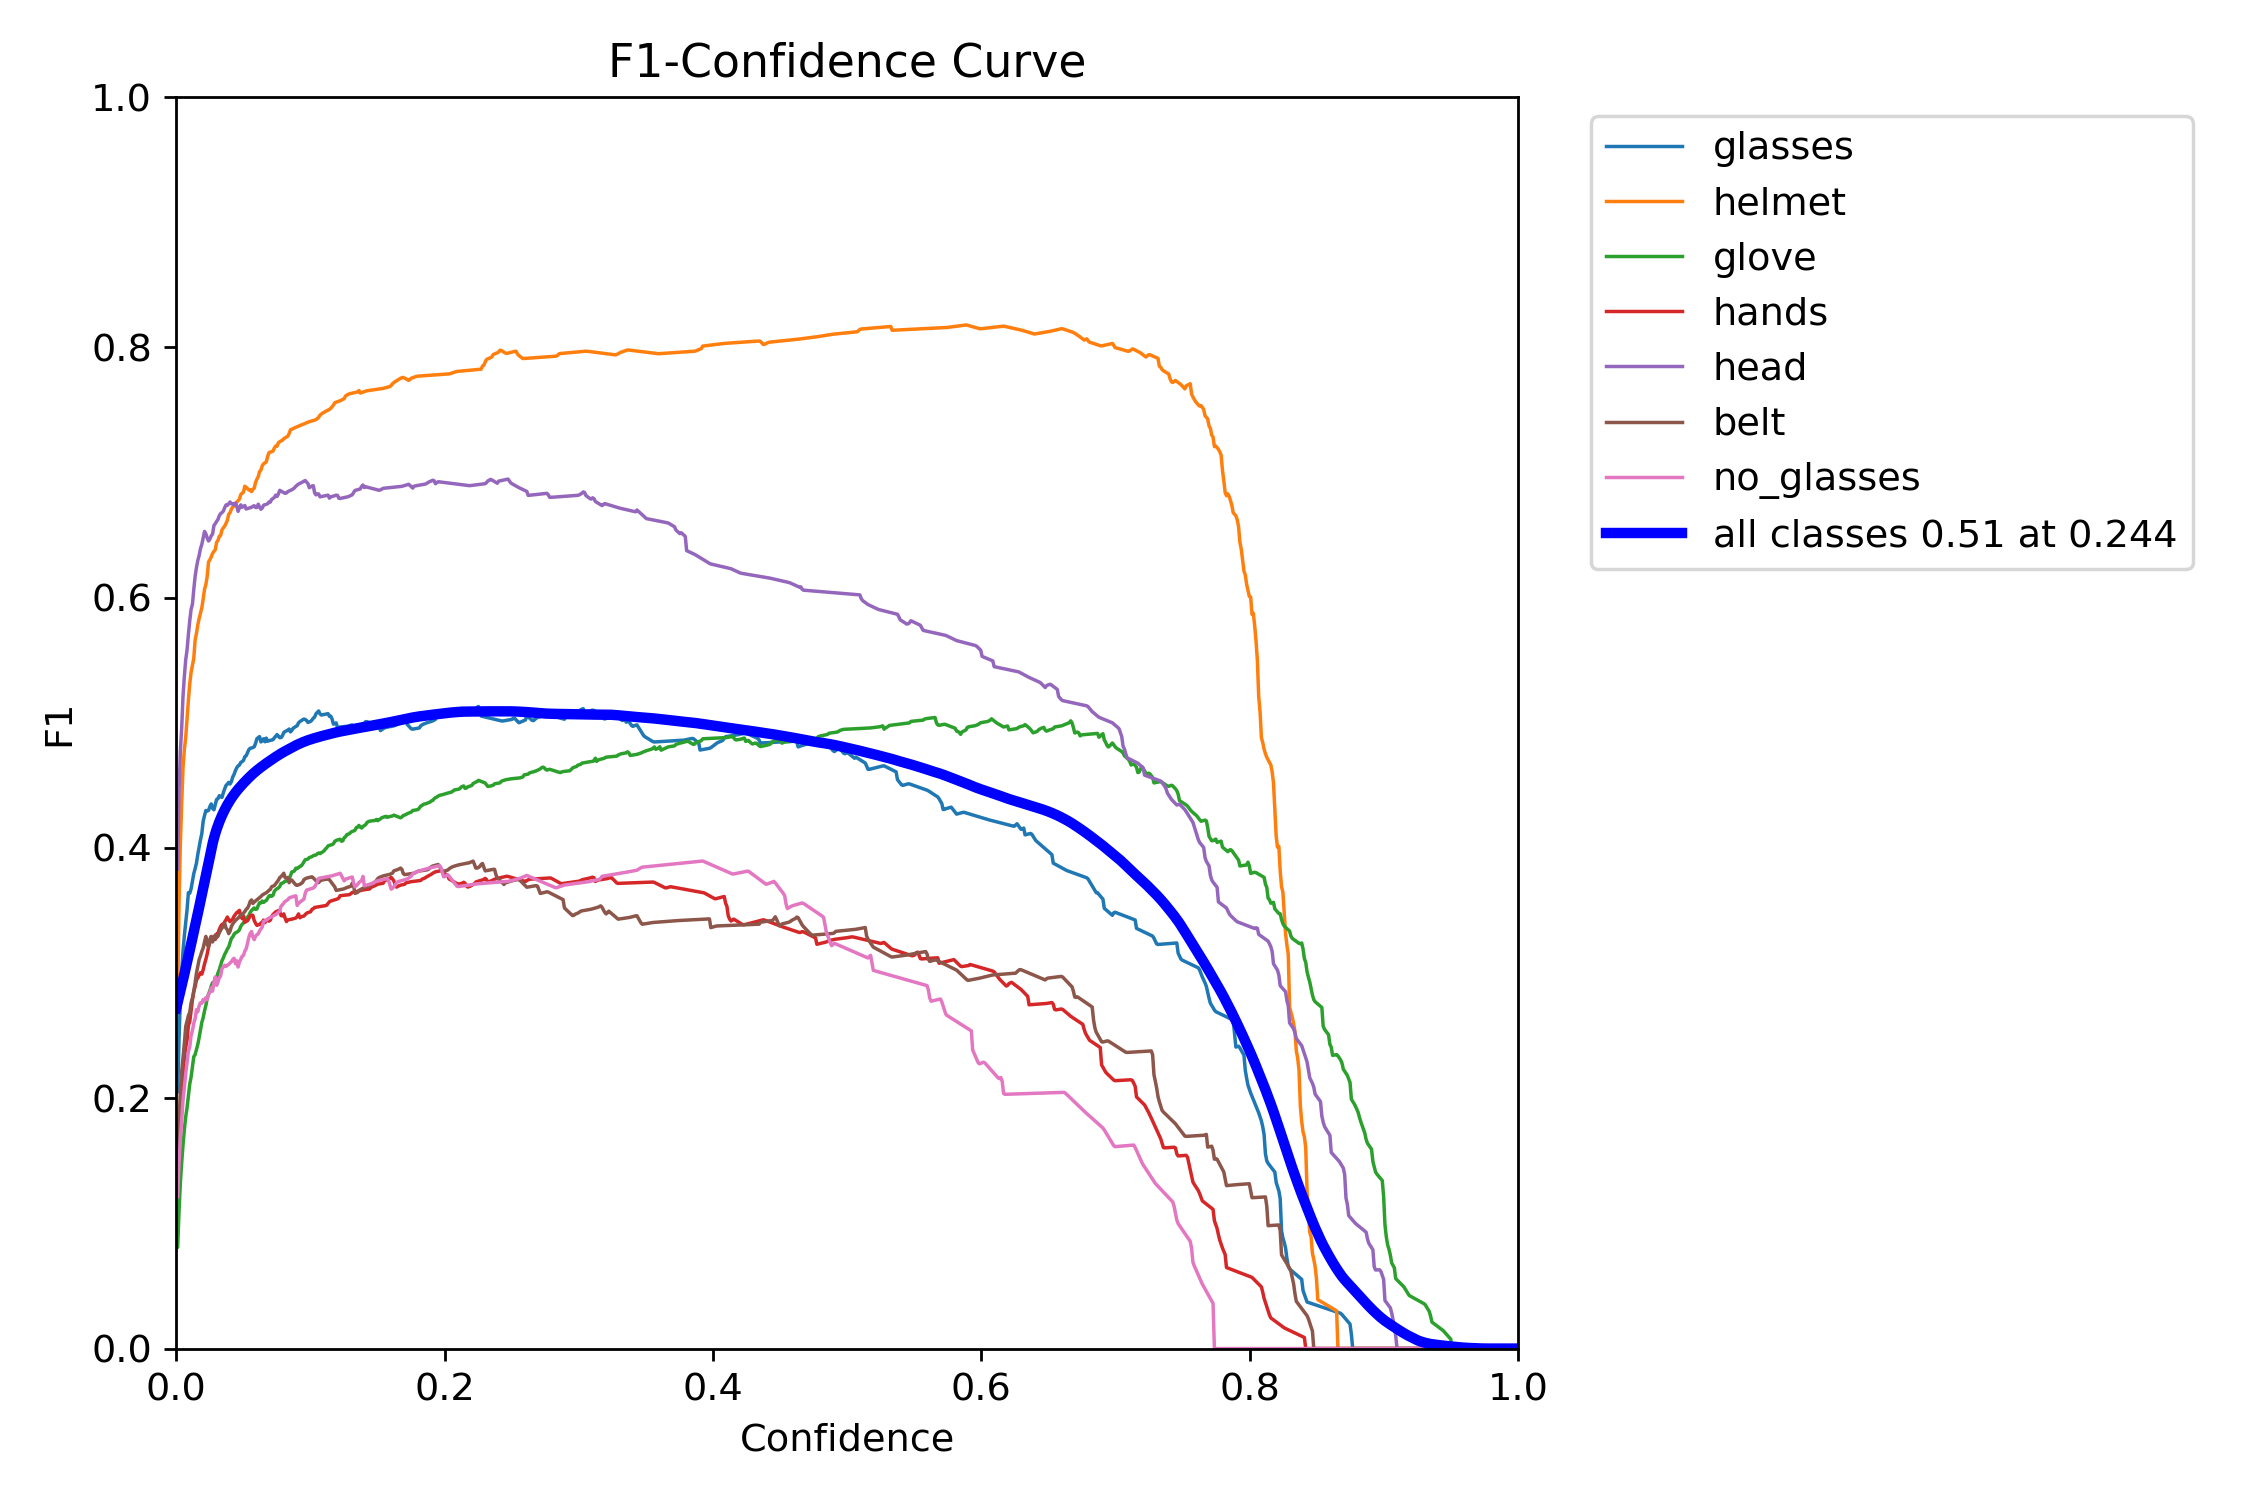 F1-Confidence Curve
1.0
0.8
0.6
0.4
0.2
0.0
F1
0.0 0.2 0.4 0.6 0.8 1.0
Confidence
glasses
helmet
glove
hands
head
belt
no_glasses
all classes 0.51 at 0.244